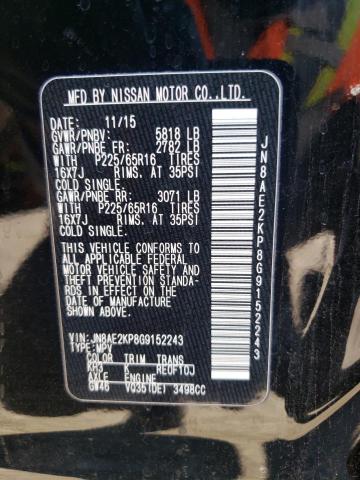 MFD BY NISSAN MOTOR CO.,LTD.
DATE 11/15
GVWR/PNBV: 5818 LB
GAWR/PNBE FR: 2782 LB
WITH P225/65R16 TIRES
16X7J RIMS, AT 35PSI
COLD SINGLE.
GAWR/PNBE RR: 3071 LB
WITH P225/65R16 TIRES
16X7J RIMS, AT 35PSI
COLD SINGLE.
THIS VEHICLE CONFORMS TO
ALL APPLICABLE FEDERAL
MOTOR VEHICLE SAFETY AND
THEFT PREVENTION STANDA-
RDS IN EFFECT ON THE
DATE OF MANUFACTURE
SHOWN ABOVE.
VIN: JN8AE2KP8G9152243
TYPE: MPV
COLOR TRIM TRANS
KH3 K RE0F10J
AXLE ENGINE
GW46 VQ35(DE) 3498CC
JN8AE2KP8G9152243